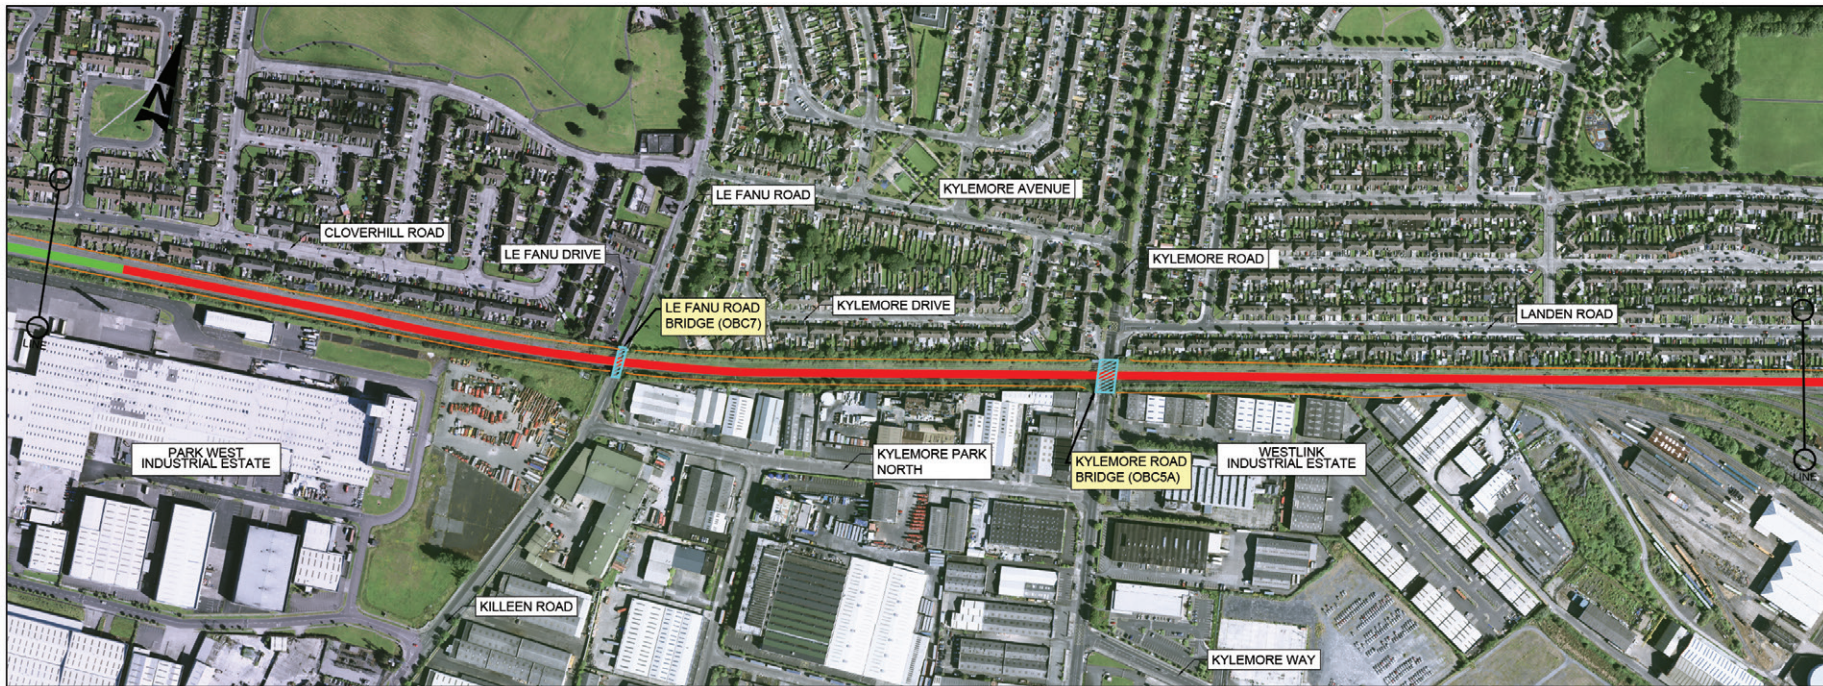 N
LE FANU ROAD
KYLEMORE AVENUE
CLOVERHILL ROAD
LE FANU DRIVE
KYLEMORE ROAD
KYLEMORE DRIVE
LE FANU ROAD
BRIDGE (OBC7)
LANDEN ROAD
LINE
PARK WEST
INDUSTRIAL ESTATE
KYLEMORE PARK
NORTH
KYLEMORE ROAD
BRIDGE (OBC5A)
WESTLINK
INDUSTRIAL ESTATE
LINE
KILLEEN ROAD
KYLEMORE WAY